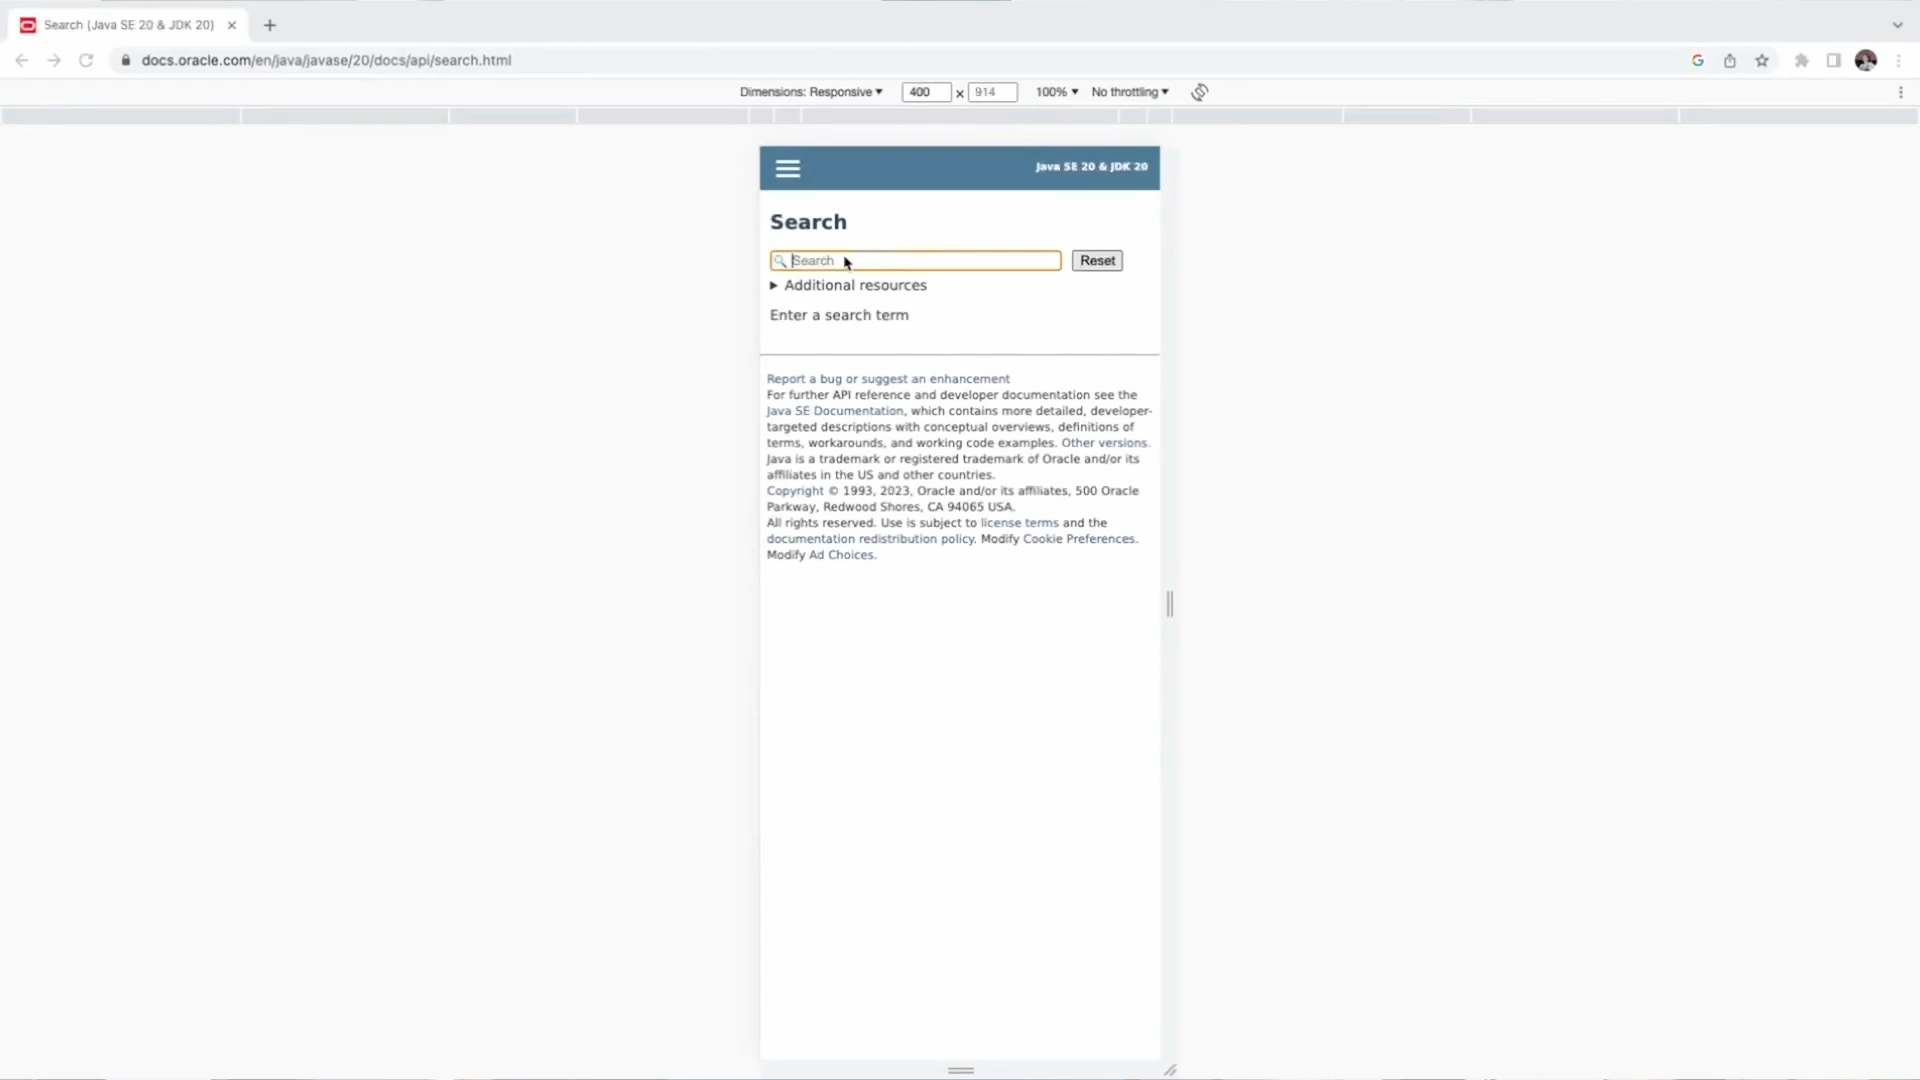 Search (Java SE 20 & JDK 20)
docs.oracle.com/en/java/javase/20/docs/api/search.html
Dimensions: Responsive 400 x 914 100% No throttling
Java SE 20 & JDK 20
Search
Search Reset
Additional resources
Enter a search term
Report a bug or suggest an enhancement
For further API reference and developer documentation see the
Java SE Documentation, which contains more detailed, developer-
targeted descriptions with conceptual overviews, definitions of
terms, workarounds, and working code examples. Other versions.
Java is a trademark or registered trademark of Oracle and/or its
affiliates in the US and other countries.
Copyright © 1993, 2023, Oracle and/or its affiliates, 500 Oracle
Parkway, Redwood Shores, CA 94065 USA.
All rights reserved. Use is subject to license terms and the
documentation redistribution policy. Modify Cookie Preferences.
Modify Ad Choices.